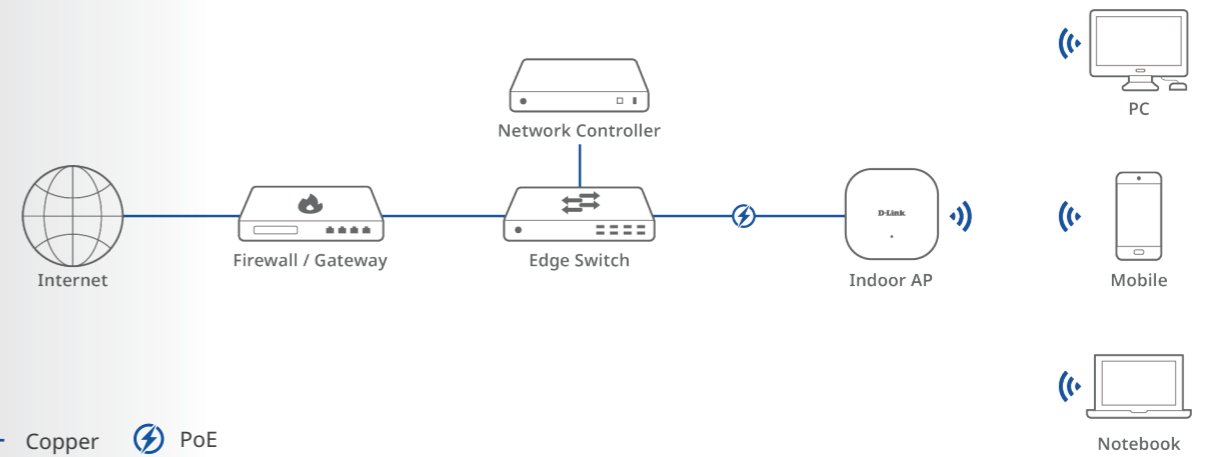 PC
Network Controller
D-Link
Internet
Firewall / Gateway
Edge Switch
Indoor AP
Mobile
Copper
PoE
Notebook